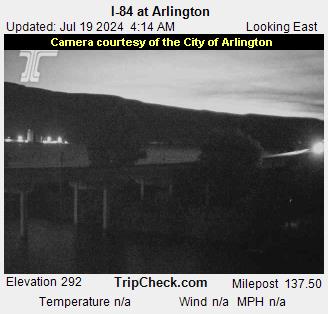 I-84 at Arlington
Updated: Jul 19 2024 4:14 AM Looking East
Camera courtesy of the City of Arlington
Elevation 292 TripCheck.com Milepost 137.50
Temperature n/a Wind n/a MPH n/a